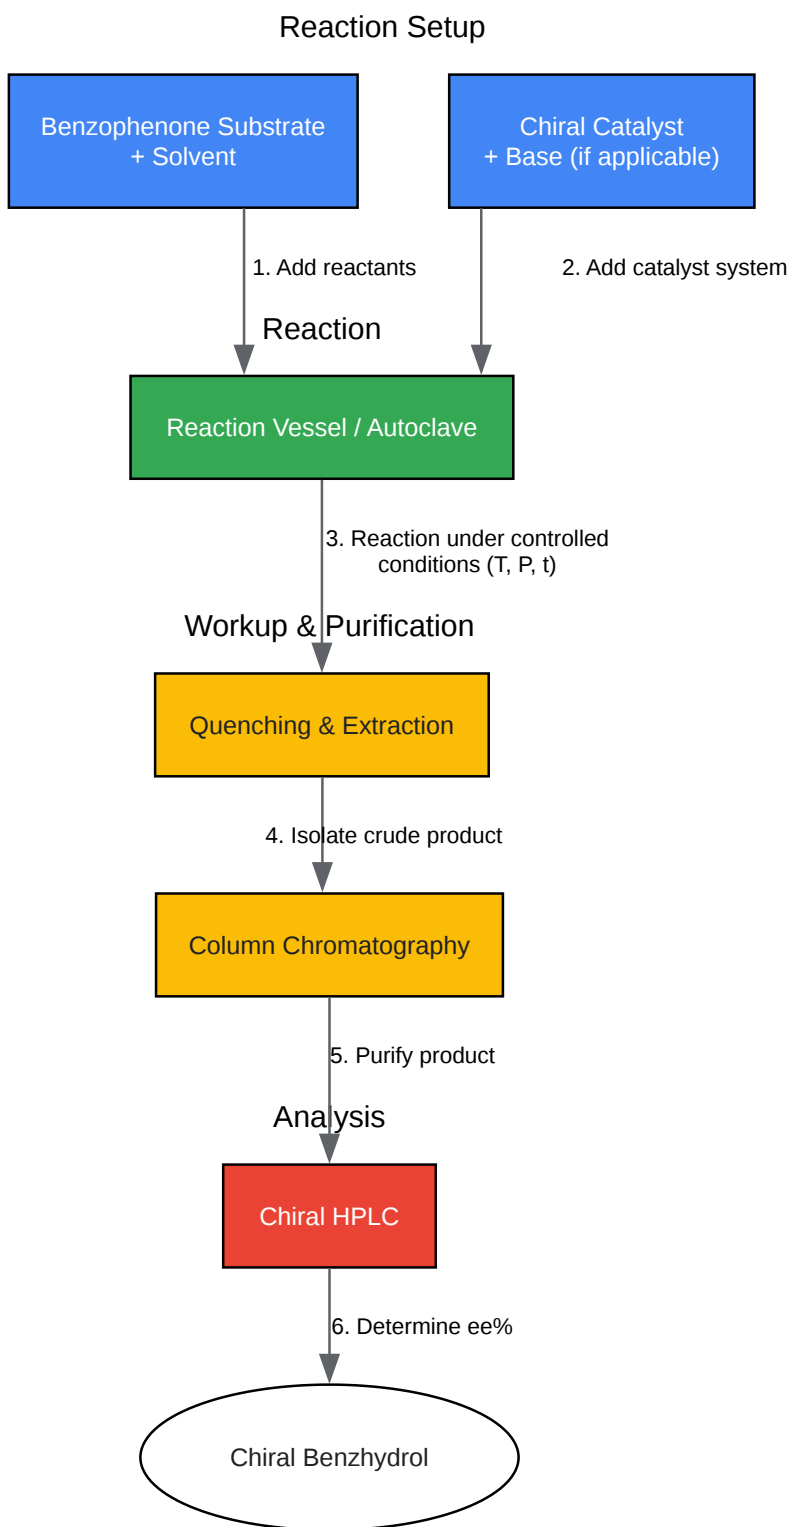 Reaction Setup
Benzophenone Substrate
+ Solvent
Chiral Catalyst
+ Base (if applicable)
1. Add reactants
2. Add catalyst system
Reaction
Reaction Vessel / Autoclave
3. Reaction under controlled
conditions (T, P, t)
Workup & Purification
Quenching & Extraction
4. Isolate crude product
Column Chromatography
5. Purify product
Analysis
Chiral HPLC
6. Determine ee%
Chiral Benzhydrol